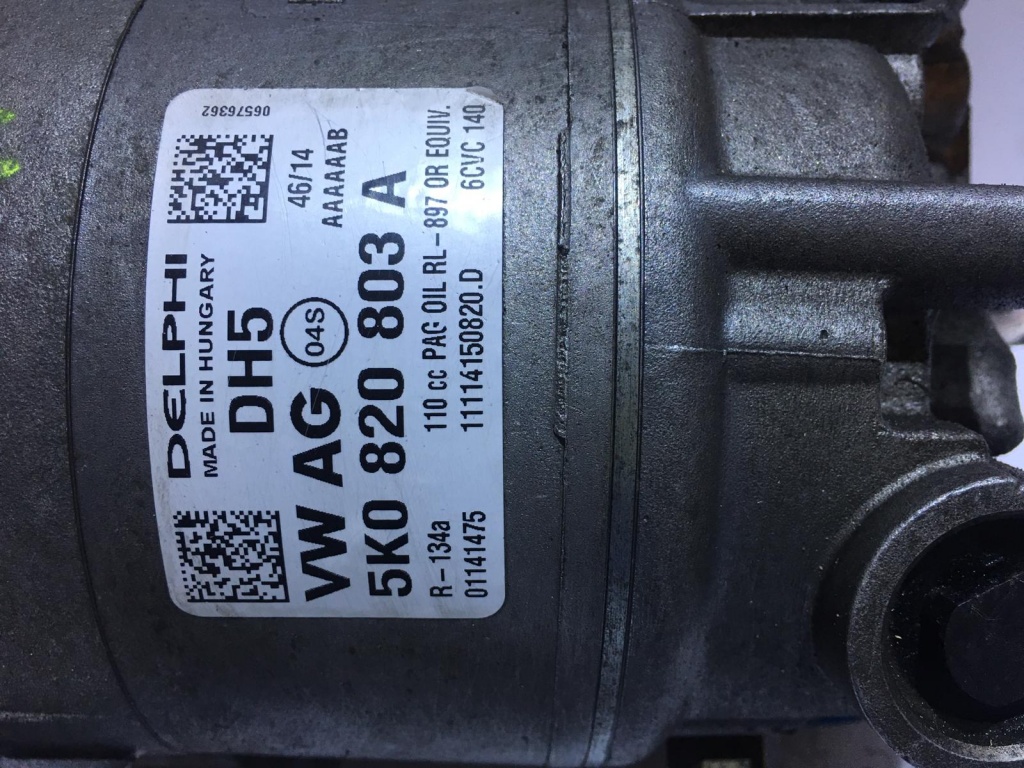 06576362
DELPHI
MADE IN HUNGARY
DH5
46/14
AAAAAAAB
VW AG 04S
5K0 820 803 A
R-134a 110 cc PAG OIL RL-897 OR EQUIV.
01141475 11114150820.D 6CVC 140